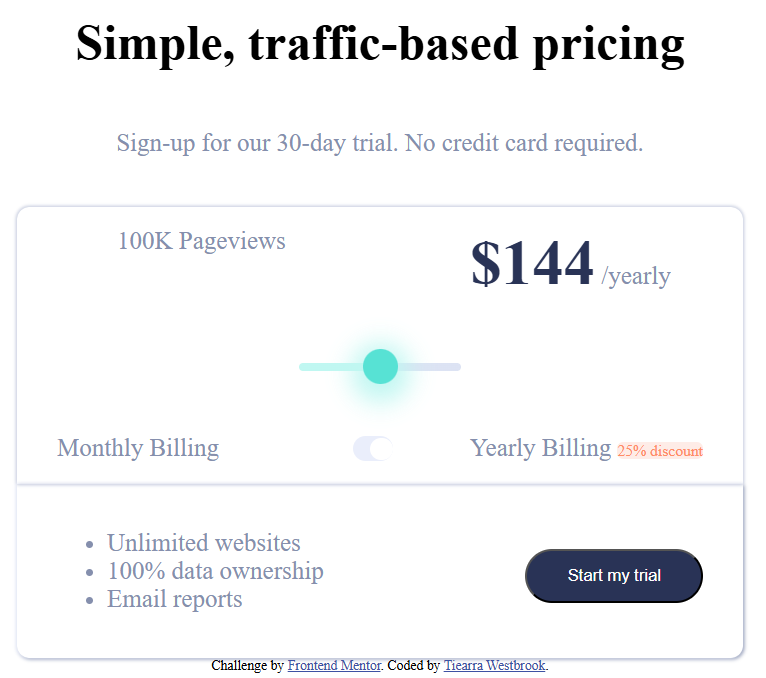 Simple, traffic-based pricing
Sign-up for our 30-day trial. No credit card required.
100K Pageviews
$144 /yearly
Monthly Billing
Yearly Billing 25% discount
Unlimited websites
100% data ownership
Email reports
Start my trial
Challenge by Frontend Mentor. Coded by Tiearra Westbrook.